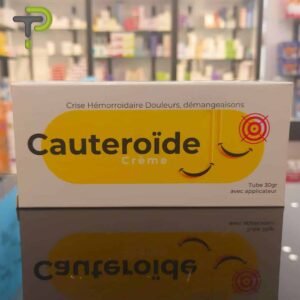 Crise Hémorroïdaire Douleurs, démangeaisons
Cauteroïde
Crème
Tube 30gr
avec applicateur